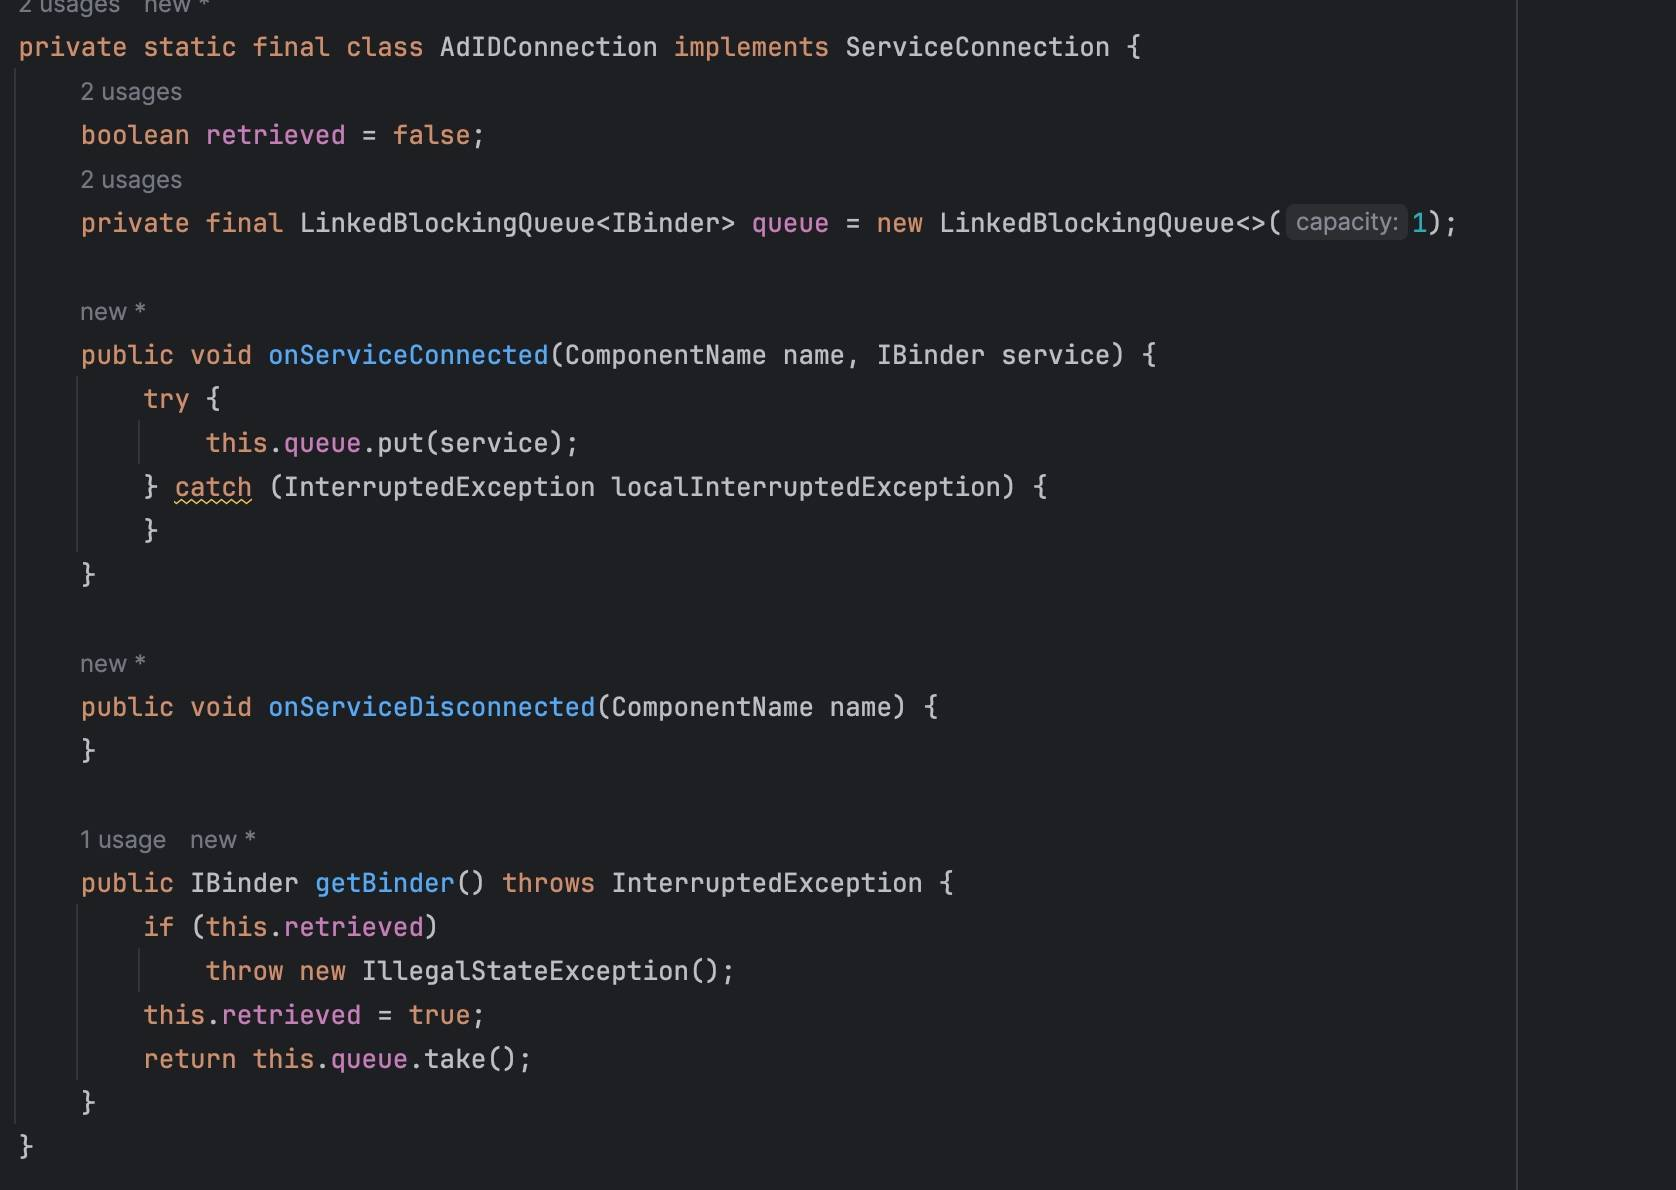 2 usages new *
private static final class AdIDConnection implements ServiceConnection {
2 usages
boolean retrieved = false;
2 usages
private final LinkedBlockingQueue<IBinder> queue = new LinkedBlockingQueue<>( capacity: 1);
new *
public void onServiceConnected(ComponentName name, IBinder service) {
try {
this.queue.put(service);
} catch (InterruptedException localInterruptedException) {
}
}
new *
public void onServiceDisconnected(ComponentName name) {
}
1 usage new *
public IBinder getBinder() throws InterruptedException {
if (this.retrieved)
throw new IllegalStateException();
this.retrieved = true;
return this.queue.take();
}
}